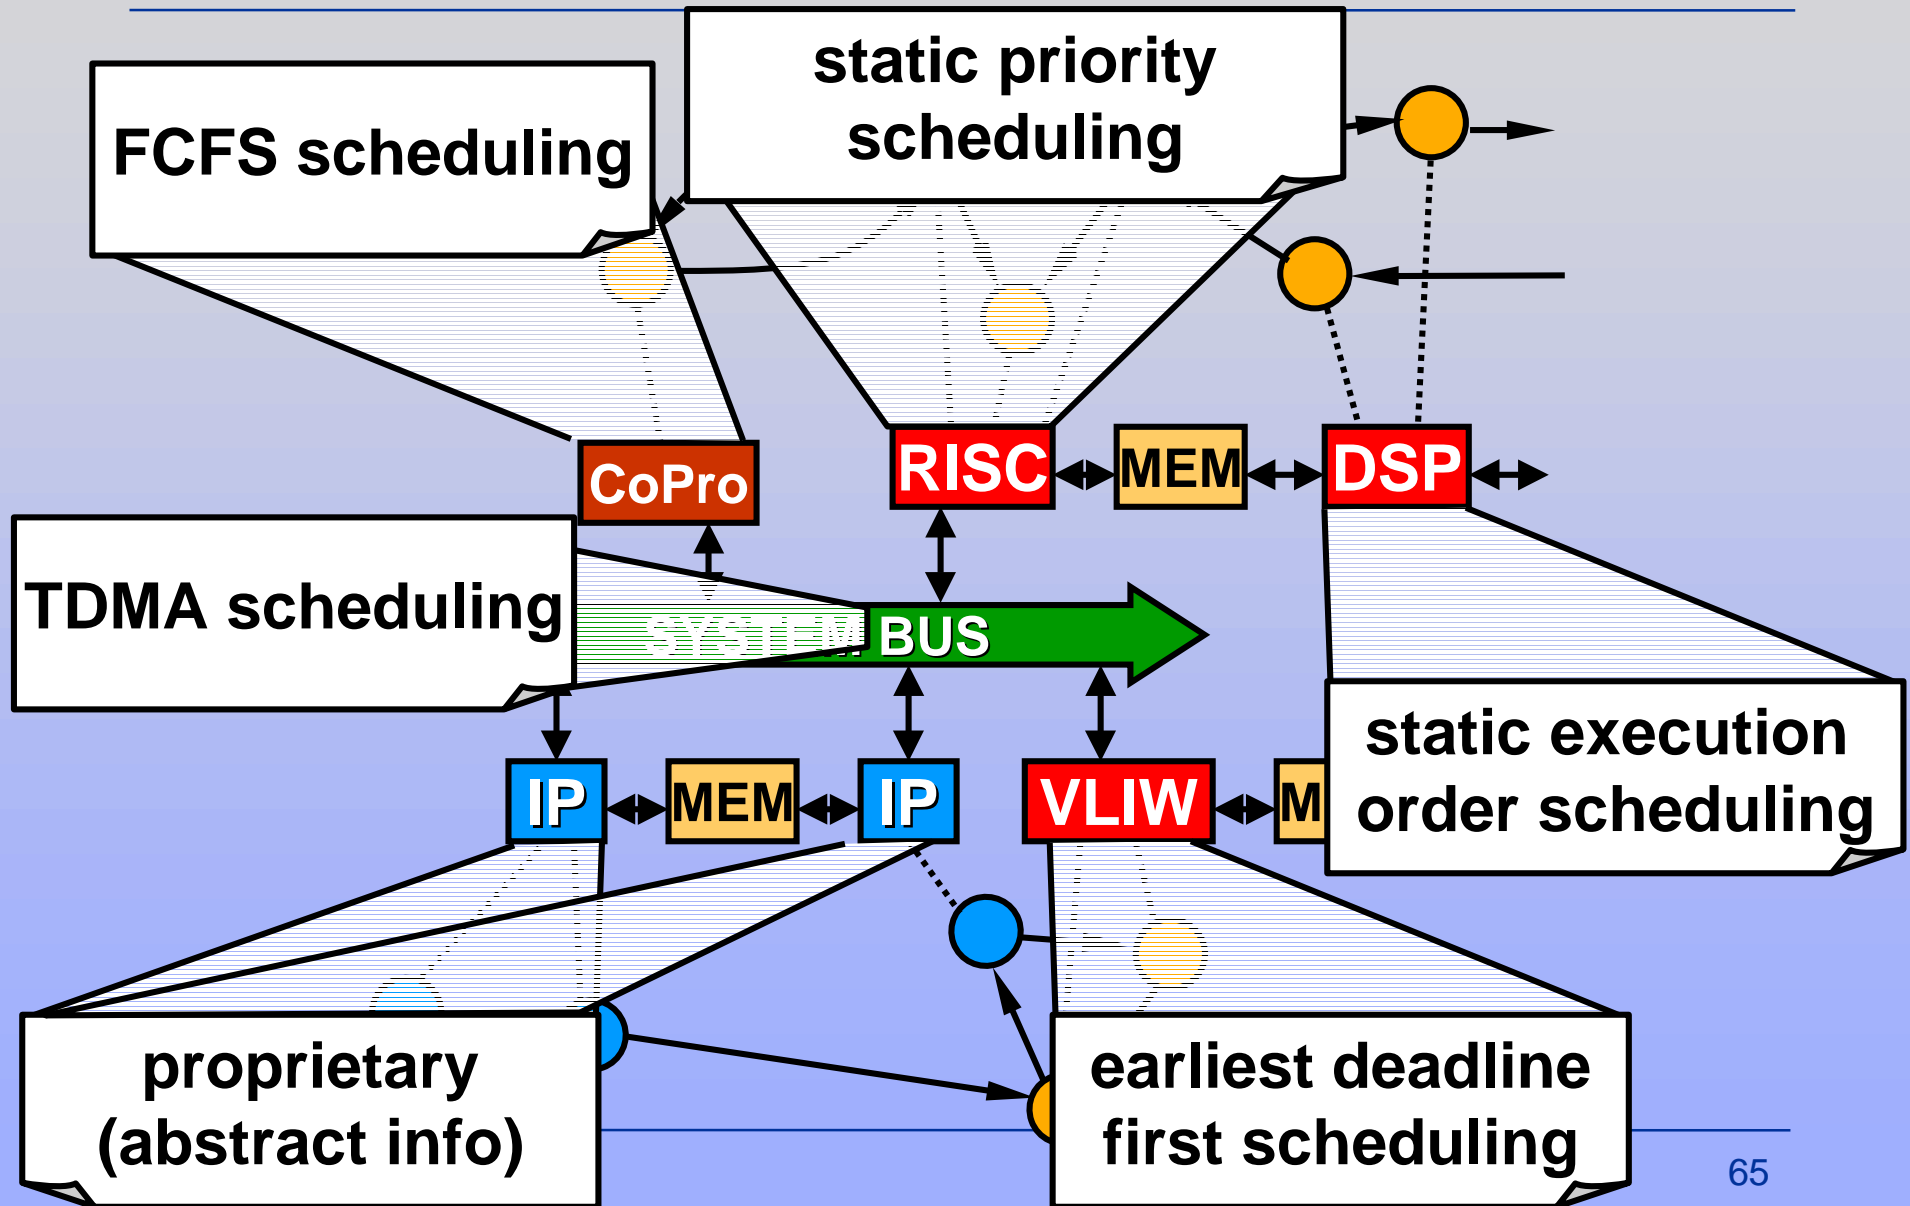 static priority
scheduling
FCFS scheduling
CoPro
RISC
MEM
DSP
TDMA scheduling
SYSTEM BUS
static execution
order scheduling
IP
MEM
IP
VLIW
M
proprietary
(abstract info)
earliest deadline
first scheduling
65